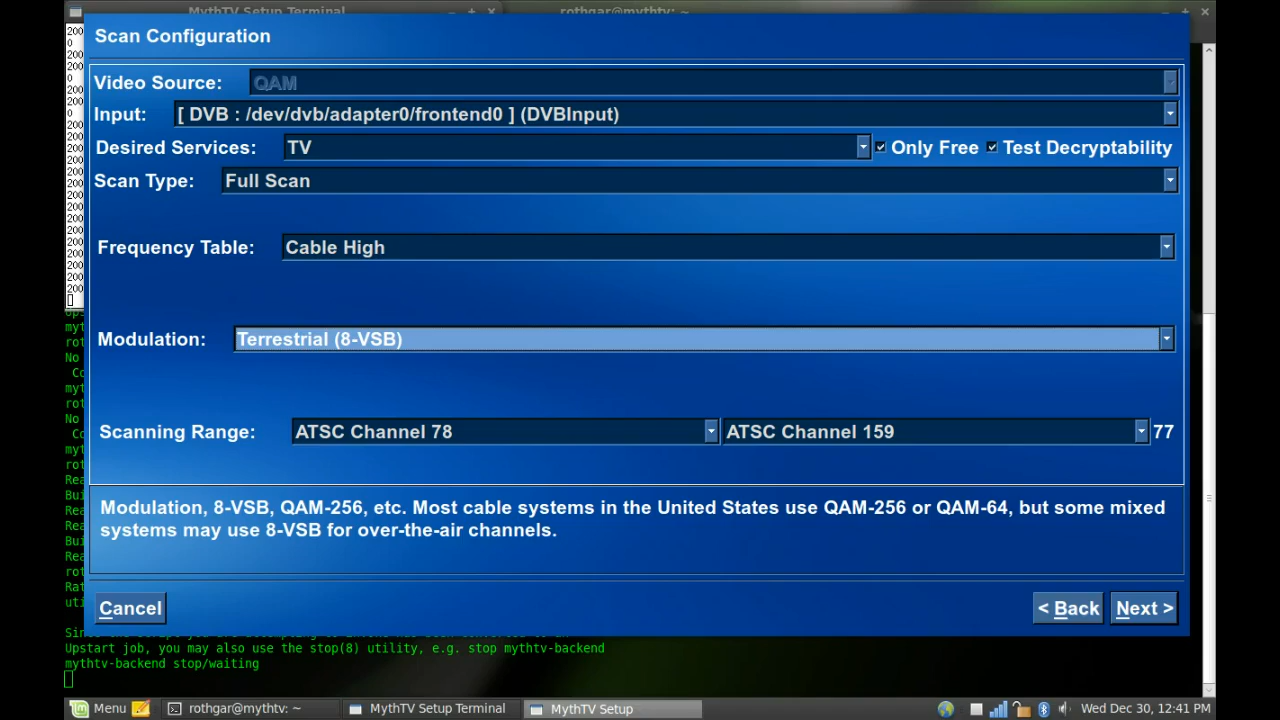 MythTV Setup Terminal
rothgar@mythtv: ~
Scan Configuration
Video Source: QAM
Input: [ DVB : /dev/dvb/adapter0/frontend0 ] (DVBInput)
Desired Services: TV Only Free Test Decryptability
Scan Type: Full Scan
Frequency Table: Cable High
Modulation: Terrestrial (8-VSB)
Scanning Range: ATSC Channel 78 ATSC Channel 159 77
Modulation, 8-VSB, QAM-256, etc. Most cable systems in the United States use QAM-256 or QAM-64, but some mixed
systems may use 8-VSB for over-the-air channels.
Cancel < Back Next >
Upstart job, you may also use the stop(8) utility, e.g. stop mythtv-backend
mythtv-backend stop/waiting
Menu rothgar@mythtv: ~ MythTV Setup Terminal MythTV Setup Wed Dec 30, 12:41 PM